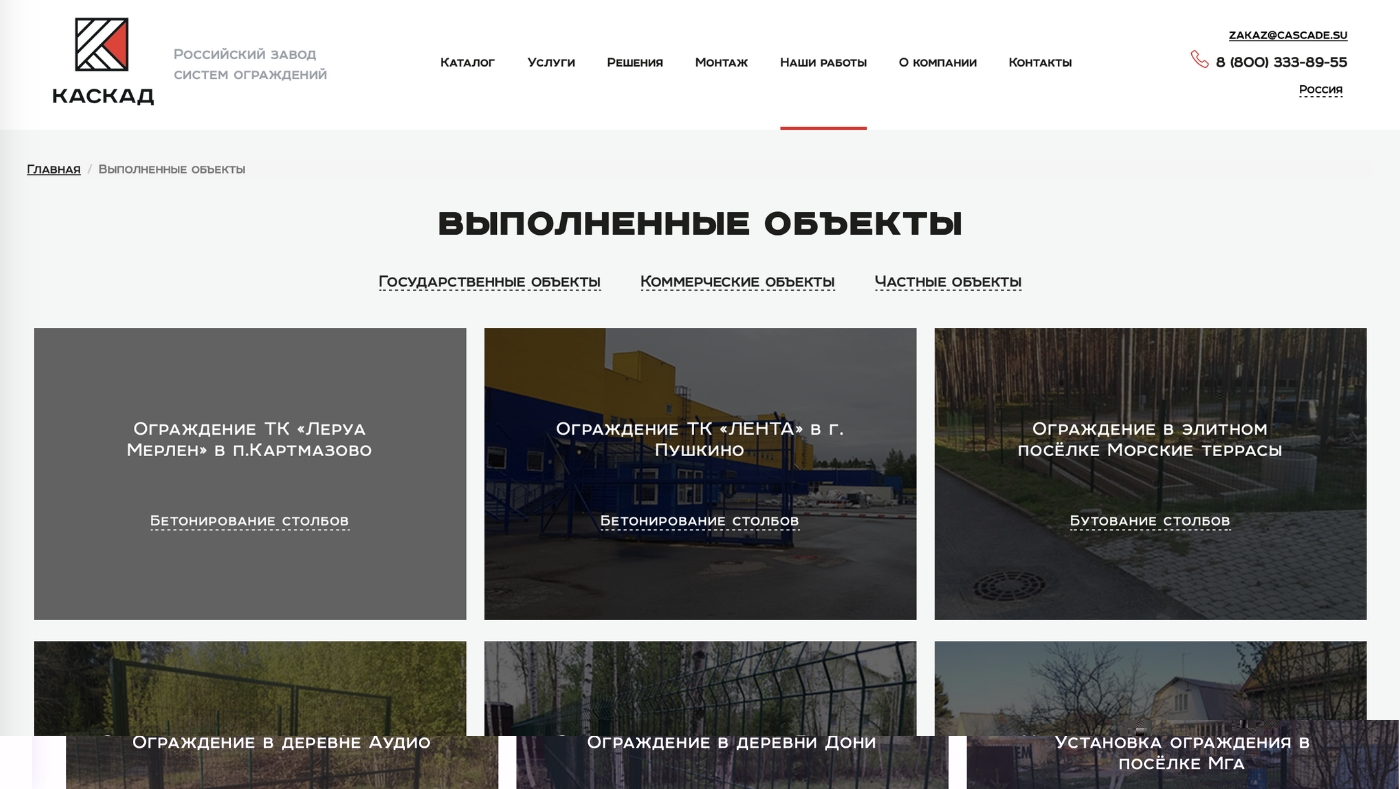 КАСКАД
Российский завод
систем ограждений
Каталог
Услуги
Решения
Монтаж
Наши работы
О компании
Контакты
zakaz@cascade.su
8 (800) 333-89-55
Россия
Главная / Выполненные объекты
ВЫПОЛНЕННЫЕ ОБЪЕКТЫ
Государственные объекты
Коммерческие объекты
Частные объекты
Ограждение ТК «Леруа
Мерлен» в п.Картмазово
Бетонирование столбов
Ограждение ТК «ЛЕНТА» в г.
Пушкино
Бетонирование столбов
Ограждение в элитном
посёлке Морские террасы
Бутование столбов
Ограждение в деревне Аудио
Ограждение в деревни Дони
Установка ограждения в
посёлке Мга